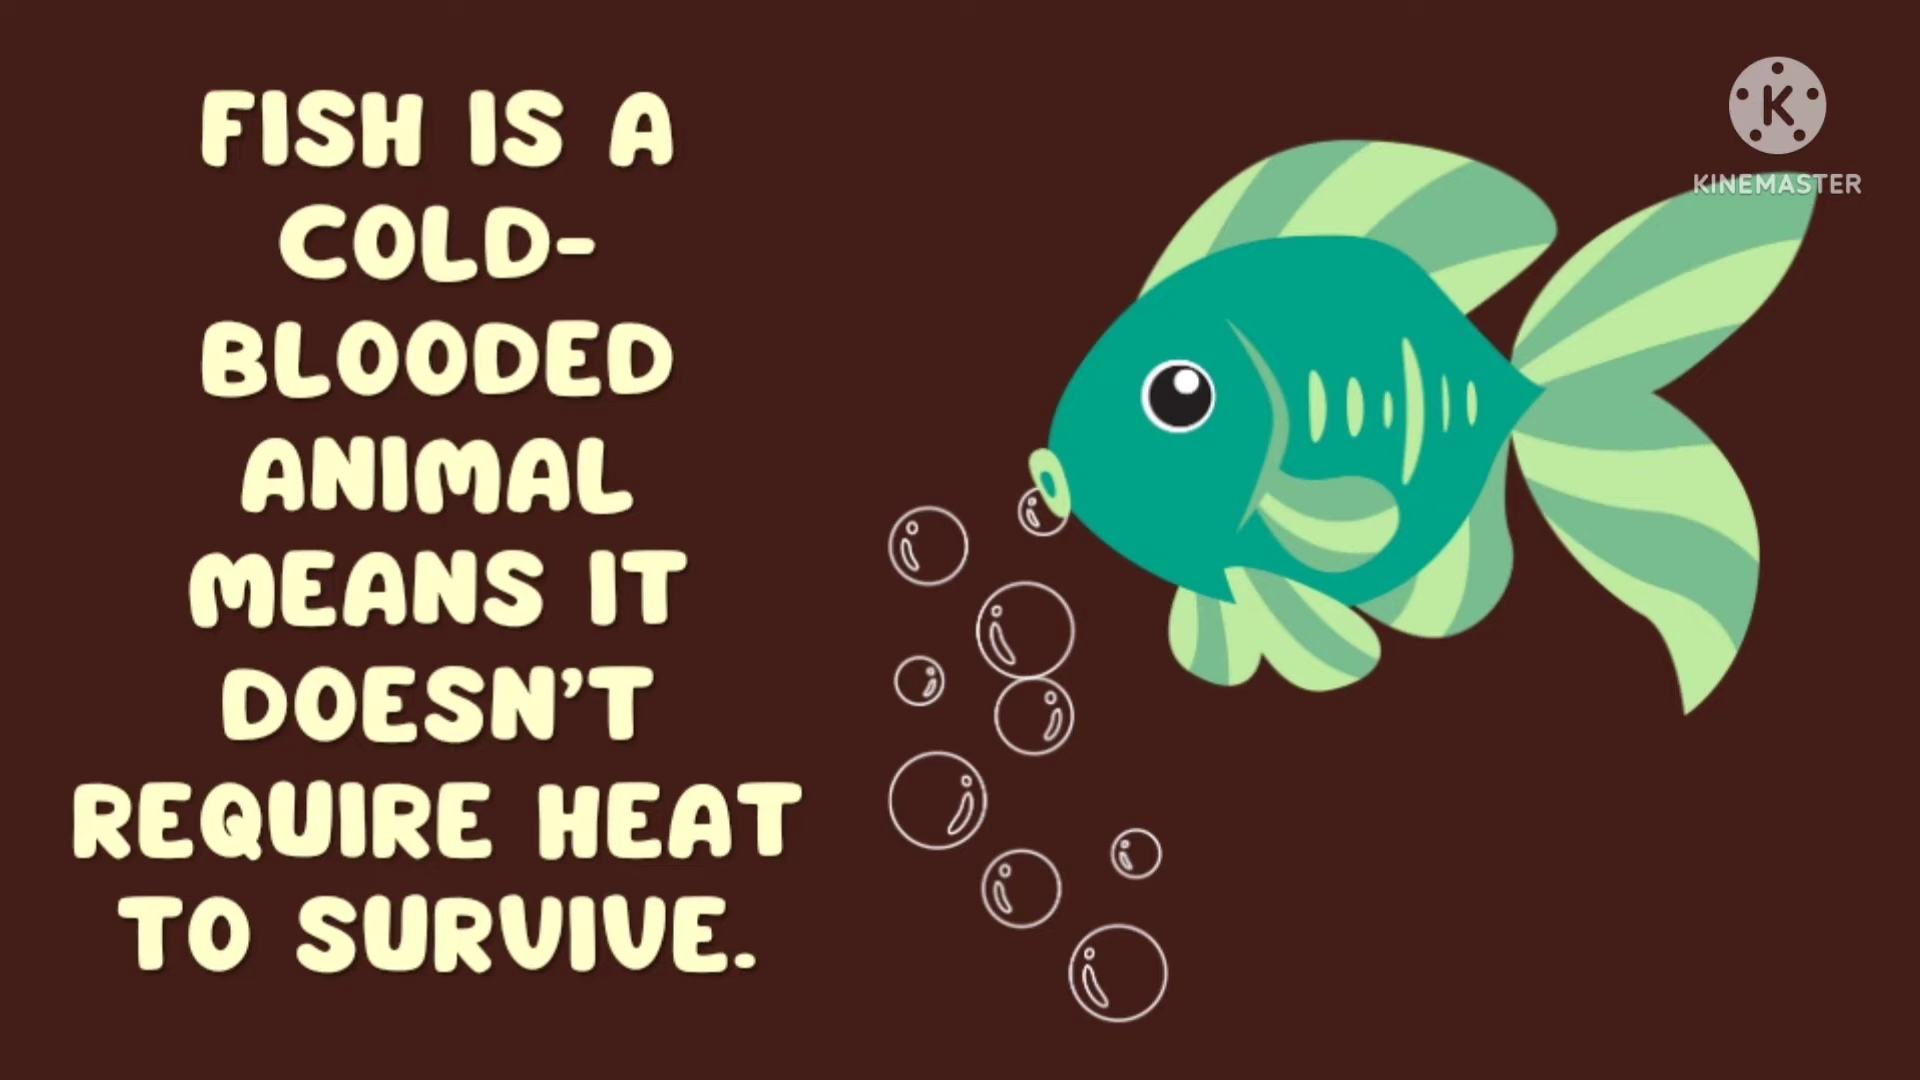 FISH IS A
COLD-
BLOODED
ANIMAL
MEANS IT
DOESN'T
REQUIRE HEAT
TO SURVIVE.
K
KINEMASTER